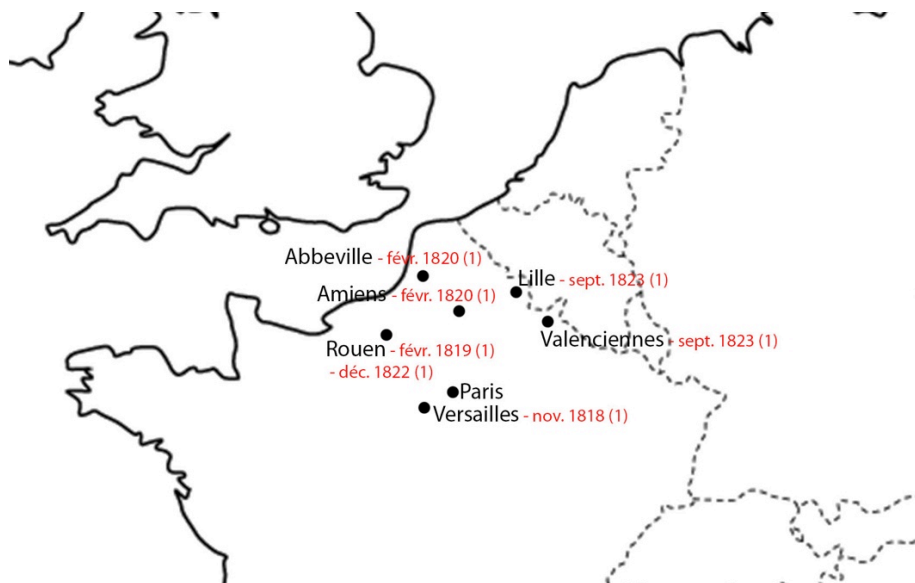 Abbeville - févr. 1820 (1)
Lille - sept. 1823 (1)
Amiens - févr. 1820 (1)
Valenciennes - sept. 1823 (1)
Rouen - févr. 1819 (1)
- déc. 1822 (1)
Paris
Versailles - nov. 1818 (1)